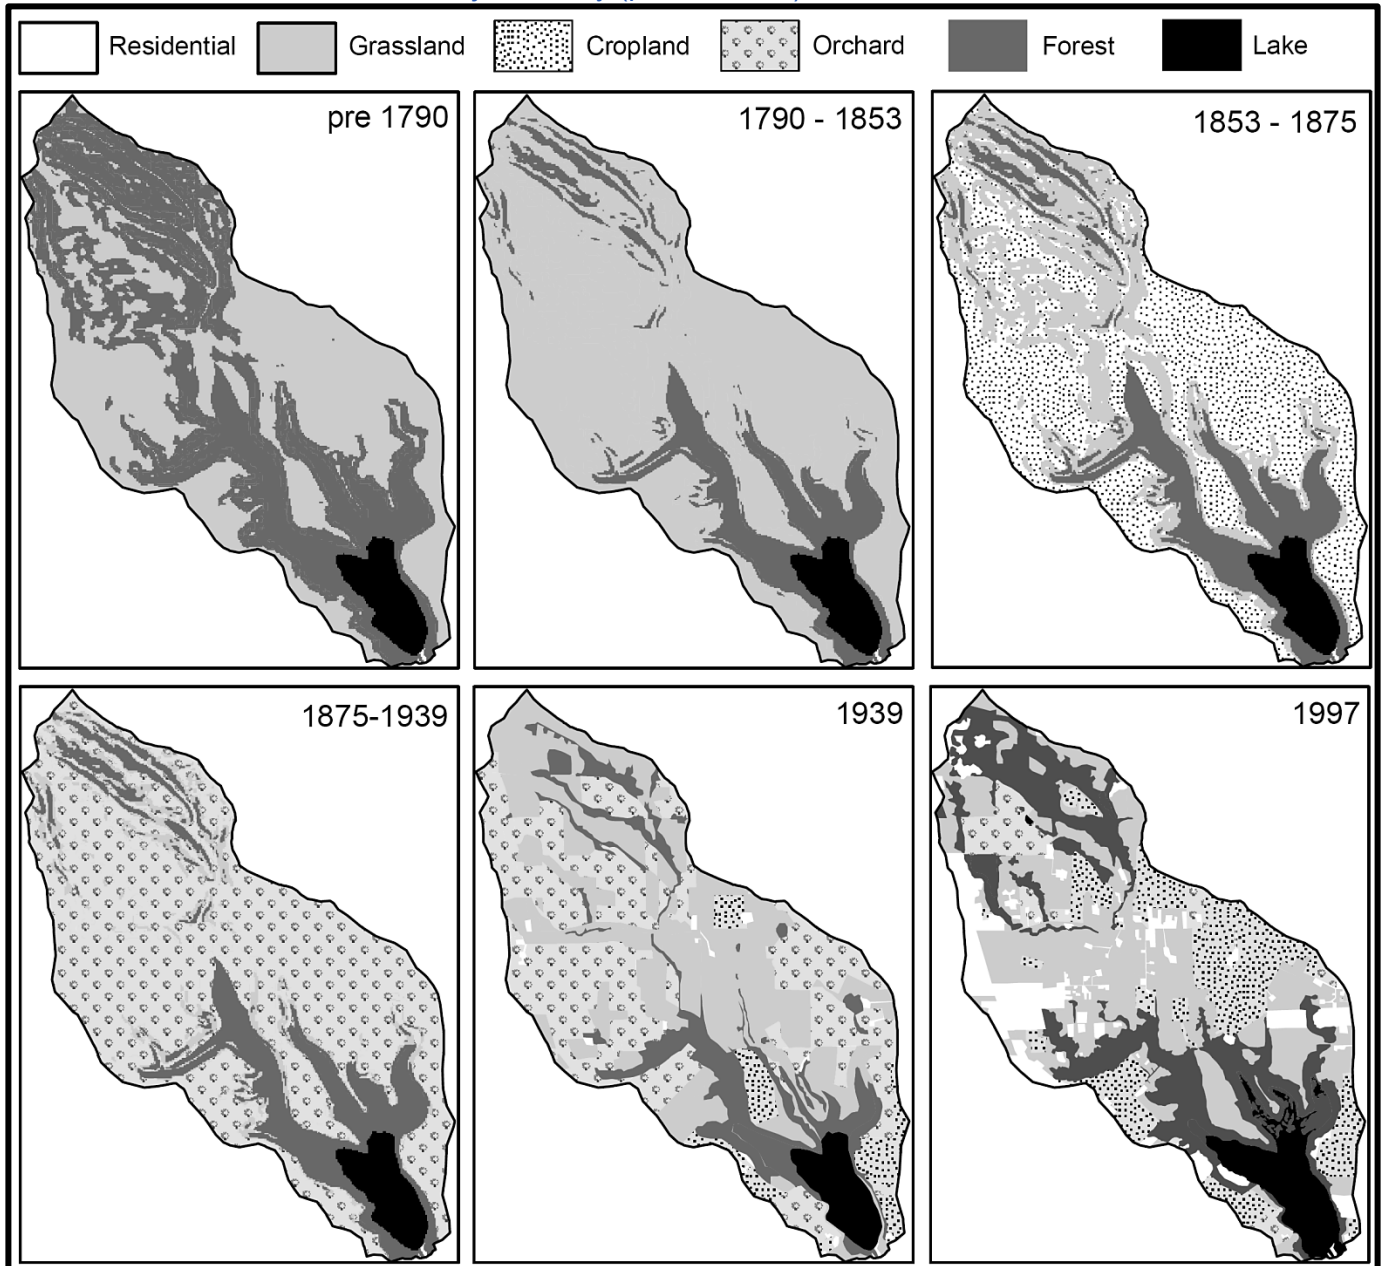 Residential
Grassland
Cropland
Orchard
Forest
Lake
pre 1790
1790 - 1853
1853 - 1875
1875-1939
1939
1997